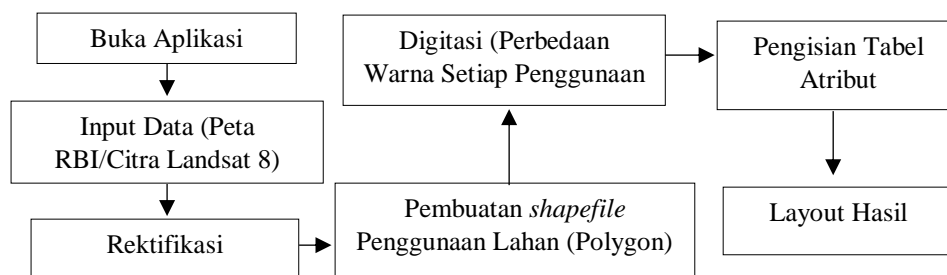 Buka Aplikasi
Input Data (Peta
RBI/Citra Landsat 8)
Rektifikasi
Pembuatan shapefile
Penggunaan Lahan (Polygon)
Digitasi (Perbedaan
Warna Setiap Penggunaan
Pengisian Tabel
Atribut
Layout Hasil